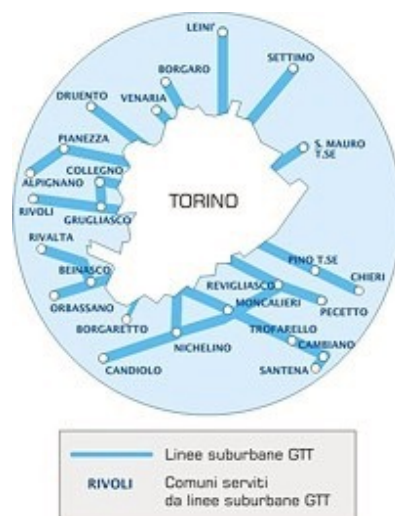 LEINI'
SETTIMO
BORGARO
DRUENTO
VENARIA
PIANEZZA
S. MAURO
T.SE
COLLEGNO
ALPIGNANO
TORINO
RIVOLI
GRUGLIASCO
RIVALTA
PINO T.SE
BEINASCO
REVIGLIASCO
CHIERI
MONCALIERI
PECETTO
ORBASSANO
BORGARETTO
TROFARELLO
CAMBIANO
NICHELINO
CANDIOLO
SANTENA
Linee suburbane GTT
RIVOLI
Comuni serviti
da linee suburbane GTT